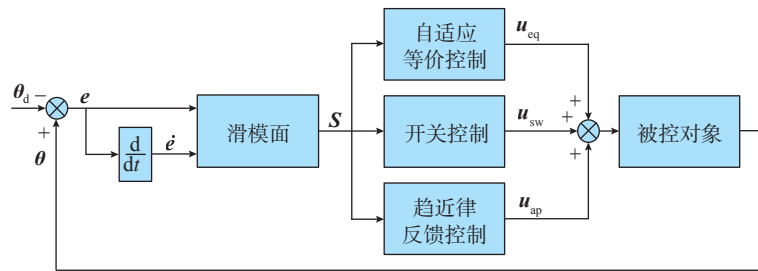 θd
−
e
+
θ
d
dt
ė
滑模面
S
自适应
等价控制
开关控制
趋近律
反馈控制
ueq
usw
uap
+
+
+
被控对象